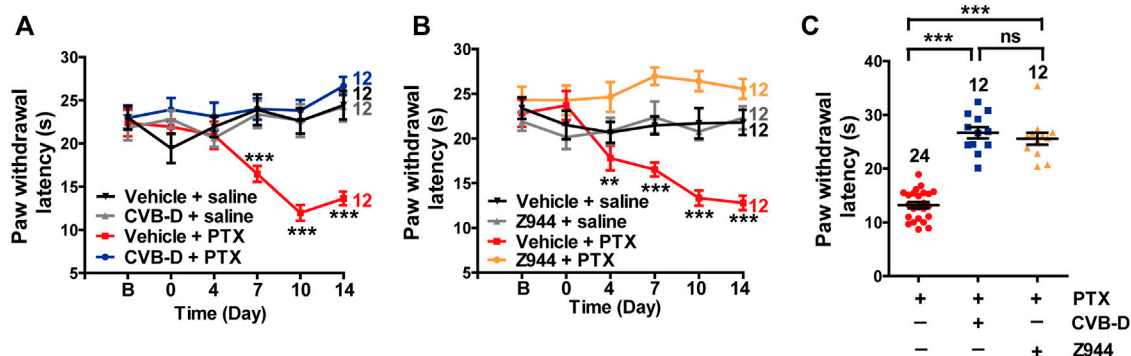 A
Paw withdrawal
latency (s)
30
25
20
15
10
5
12
12
12
***
***
***
12
Vehicle + saline
CVB-D + saline
Vehicle + PTX
CVB-D + PTX
B 0 4 7 10 14
Time (Day)
B
Paw withdrawal
latency (s)
30
25
20
15
10
5
12
12
12
**
***
***
***
12
Vehicle + saline
Z944 + saline
Vehicle + PTX
Z944 + PTX
B 0 4 7 10 14
Time (Day)
C
Paw withdrawal
latency (s)
40
30
20
10
0
***
*** ns
24
12
12
+ + + PTX
– + – CVB-D
– – + Z944